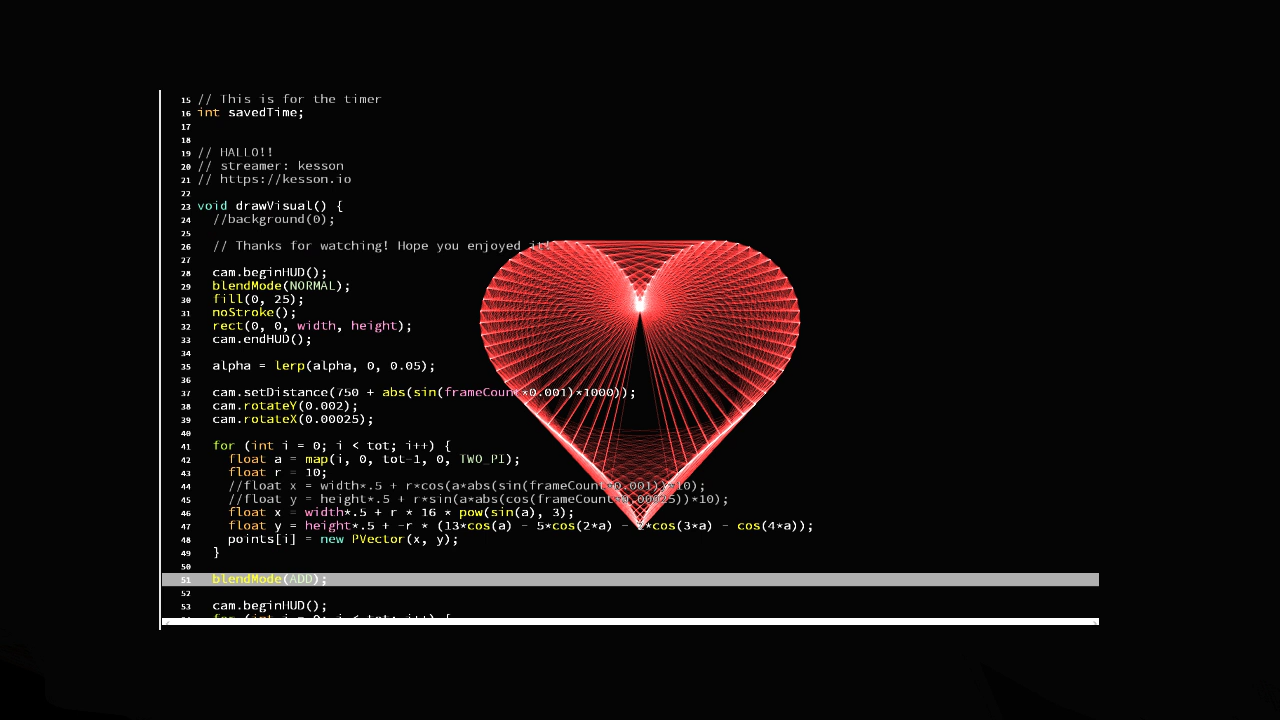 15 // This is for the timer
16 int savedTime;
17
18
19 // HALLO!!
20 // streamer: kesson
21 // https://kesson.io
22
23 void drawVisual() {
24 //background(0);
25
26 // Thanks for watching! Hope you enjoyed it!
27
28 cam.beginHUD();
29 blendMode(NORMAL);
30 fill(0, 25);
31 noStroke();
32 rect(0, 0, width, height);
33 cam.endHUD();
34
35 alpha = lerp(alpha, 0, 0.05);
36
37 cam.setDistance(750 + abs(sin(frameCount*0.001)*1000));
38 cam.rotateY(0.002);
39 cam.rotateX(0.00025);
40
41 for (int i = 0; i < tot; i++) {
42 float a = map(i, 0, tot-1, 0, TWO_PI);
43 float r = 10;
44 //float x = width*.5 + r*cos(a*abs(sin(frameCount*0.001))*10);
45 //float y = height*.5 + r*sin(a*abs(cos(frameCount*0.00025))*10);
46 float x = width*.5 + r * 16 * pow(sin(a), 3);
47 float y = height*.5 + -r * (13*cos(a) - 5*cos(2*a) - 2*cos(3*a) - cos(4*a));
48 points[i] = new PVector(x, y);
49 }
50
51 blendMode(ADD);
52
53 cam.beginHUD();
for (int i = 0; i < tot; i++) {